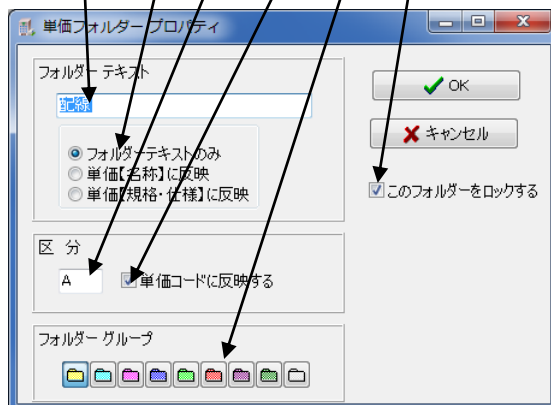 単価フォルダー プロパティ
フォルダー テキスト
配線
フォルダーテキストのみ
単価【名称】に反映
単価【規格・仕様】に反映
OK
キャンセル
このフォルダーをロックする
区 分
A
単価コードに反映する
フォルダー グループ